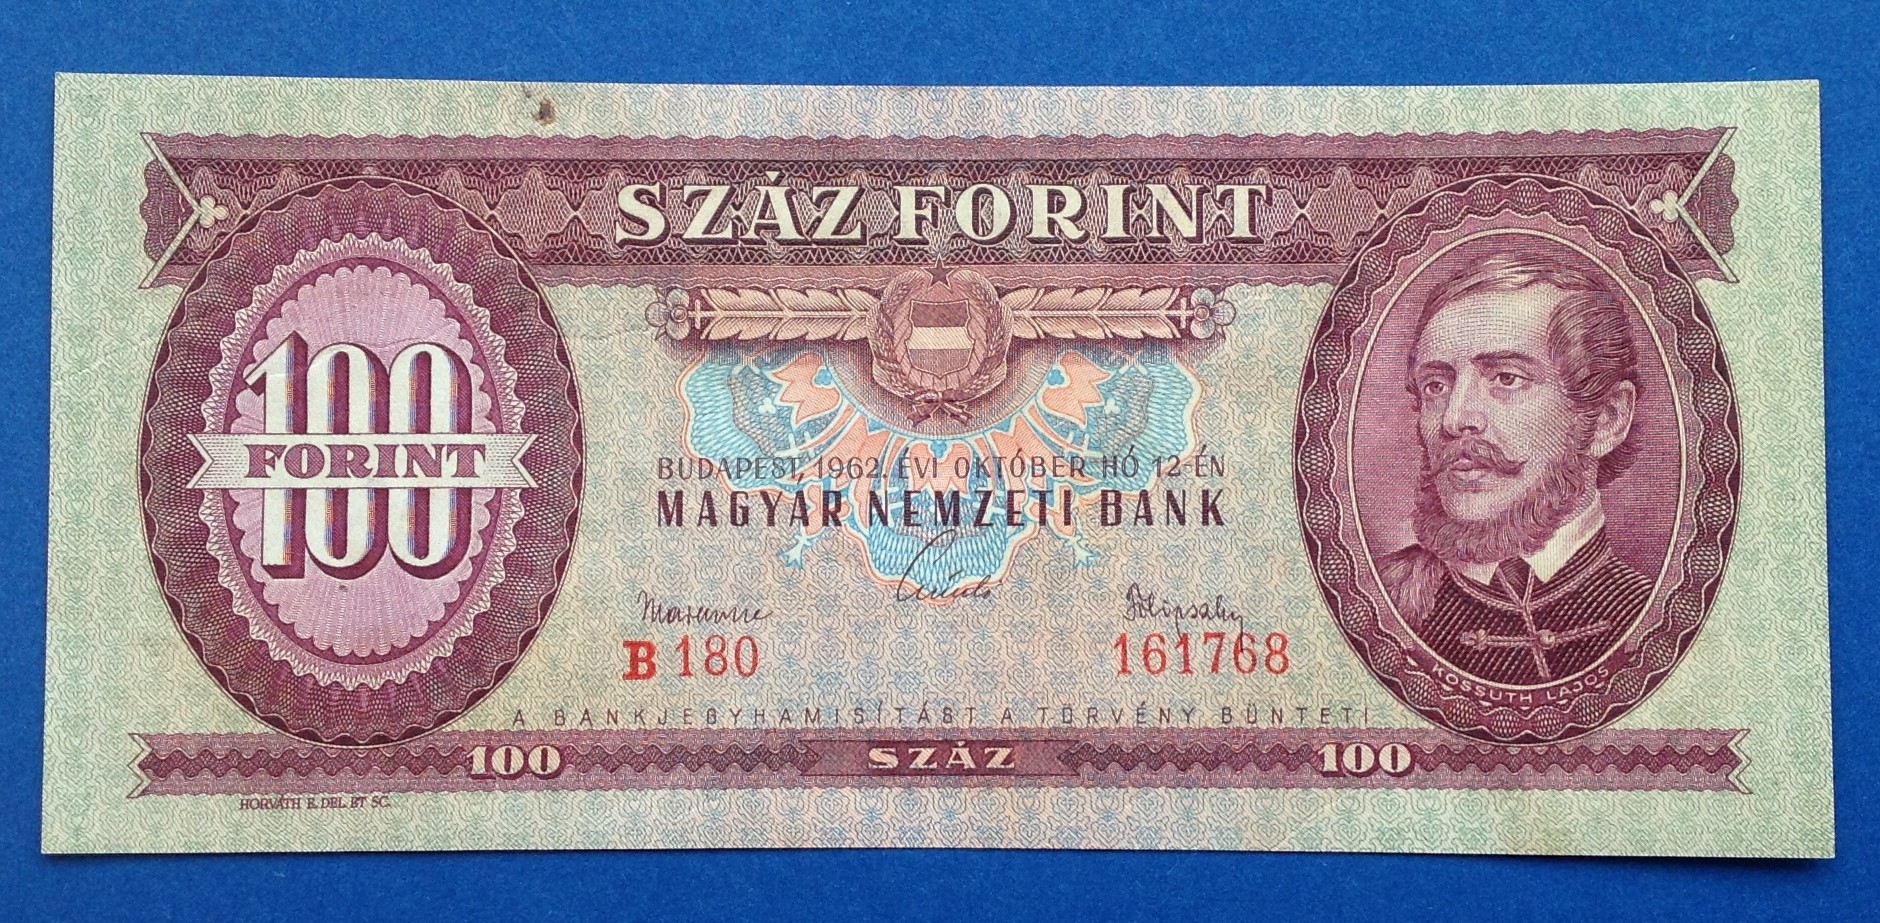 SZÁZ FORINT
100
FORINT
BUDAPEST, 1962. ÉVI OKTÓBER HÓ 12-ÉN
MAGYAR NEMZETI BANK
B 180
161768
KOSSUTH LAJOS
A BANKJEGYHAMISÍTÁST A TÖRVÉNY BÜNTETI
100 SZÁZ 100
HORVÁTH E. DEL. ET SC.